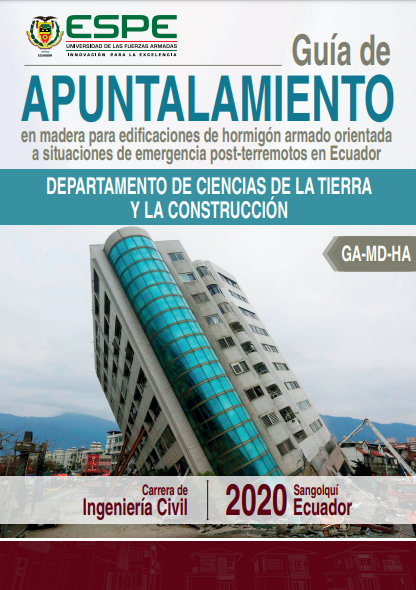 ESPE
UNIVERSIDAD DE LAS FUERZAS ARMADAS
INNOVACIÓN PARA LA EXCELENCIA
ECUADOR
Guía de
APUNTALAMIENTO
en madera para edificaciones de hormigón armado orientada
a situaciones de emergencia post-terremotos en Ecuador
DEPARTAMENTO DE CIENCIAS DE LA TIERRA
Y LA CONSTRUCCIÓN
GA-MD-HA
Carrera de
Ingeniería Civil
2020
Sangolquí
Ecuador